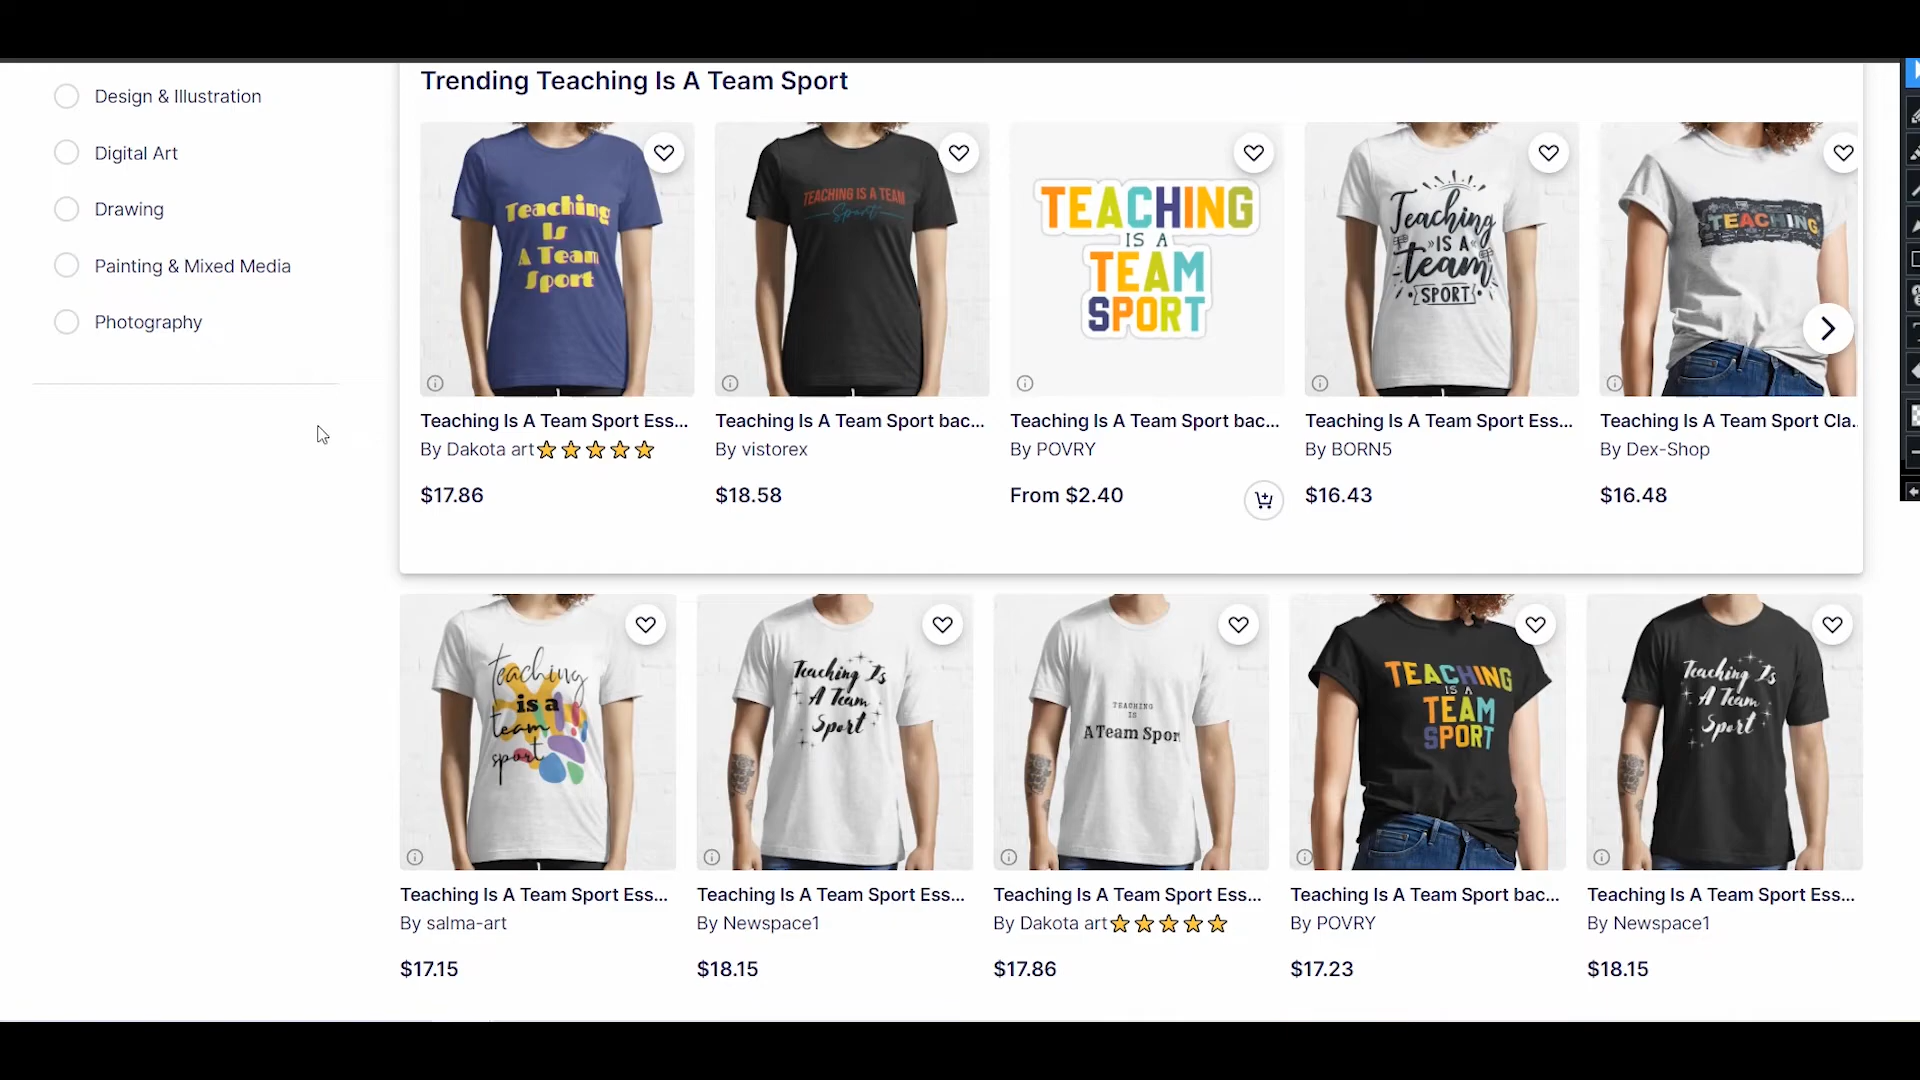 Design & Illustration
Digital Art
Drawing
Painting & Mixed Media
Photography
Trending Teaching Is A Team Sport
Teaching
Is
A Team
Sport
TEACHING IS A TEAM
Sport
TEACHING
IS A
TEAM
SPORT
Teaching
»IS A«
team
SPORT
TEACHING
Teaching Is A Team Sport Ess...
By Dakota art
$17.86
Teaching Is A Team Sport bac...
By vistorex
$18.58
Teaching Is A Team Sport bac...
By POVRY
From $2.40
Teaching Is A Team Sport Ess...
By BORN5
$16.43
Teaching Is A Team Sport Cla.
By Dex-Shop
$16.48
teaching
is a
team
sport
Teaching Is
A Team
Sport
TEACHING
IS
A Team Spor
TEACHING
IS A
TEAM
SPORT
Teaching Is
A Team
Sport
Teaching Is A Team Sport Ess...
By salma-art
$17.15
Teaching Is A Team Sport Ess...
By Newspace1
$18.15
Teaching Is A Team Sport Ess...
By Dakota art
$17.86
Teaching Is A Team Sport bac...
By POVRY
$17.23
Teaching Is A Team Sport Ess...
By Newspace1
$18.15